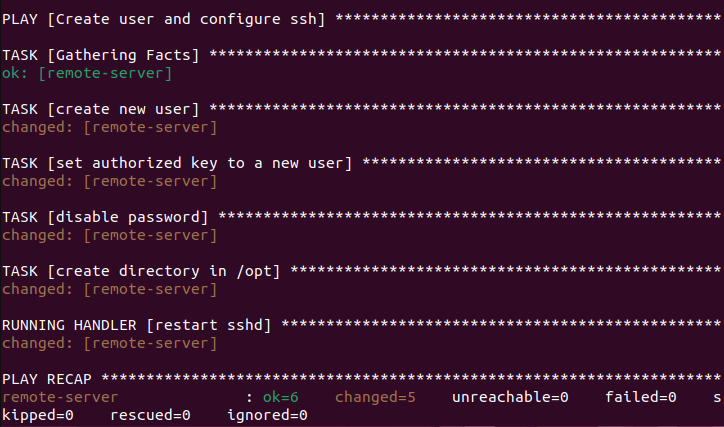 PLAY [Create user and configure ssh] *******************************************
TASK [Gathering Facts] *********************************************************
ok: [remote-server]
TASK [create new user] *********************************************************
changed: [remote-server]
TASK [set authorized key to a new user] ****************************************
changed: [remote-server]
TASK [disable password] ********************************************************
changed: [remote-server]
TASK [create directory in /opt] ************************************************
changed: [remote-server]
RUNNING HANDLER [restart sshd] *************************************************
changed: [remote-server]
PLAY RECAP *********************************************************************
remote-server : ok=6 changed=5 unreachable=0 failed=0 s
kipped=0 rescued=0 ignored=0